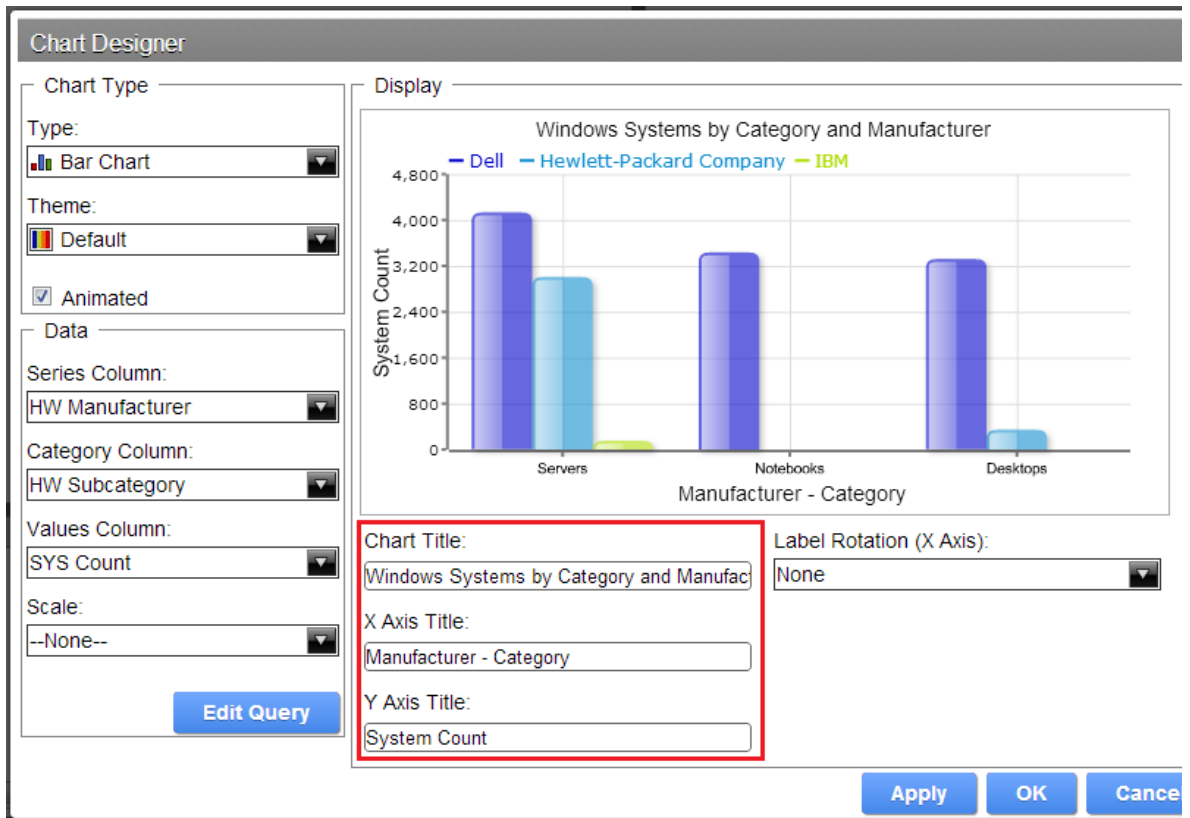 Chart Designer
Chart Type
Type:
Bar Chart
Theme:
Default
Animated
Data
Series Column:
HW Manufacturer
Category Column:
HW Subcategory
Values Column:
SYS Count
Scale:
--None--
Edit Query
Display
Windows Systems by Category and Manufacturer
Dell Hewlett-Packard Company IBM
4,800
4,000
3,200
2,400
1,600
800
0
System Count
Servers Notebooks Desktops
Manufacturer - Category
Chart Title:
Windows Systems by Category and Manufac
X Axis Title:
Manufacturer - Category
Y Axis Title:
System Count
Label Rotation (X Axis):
None
Apply OK Cancel